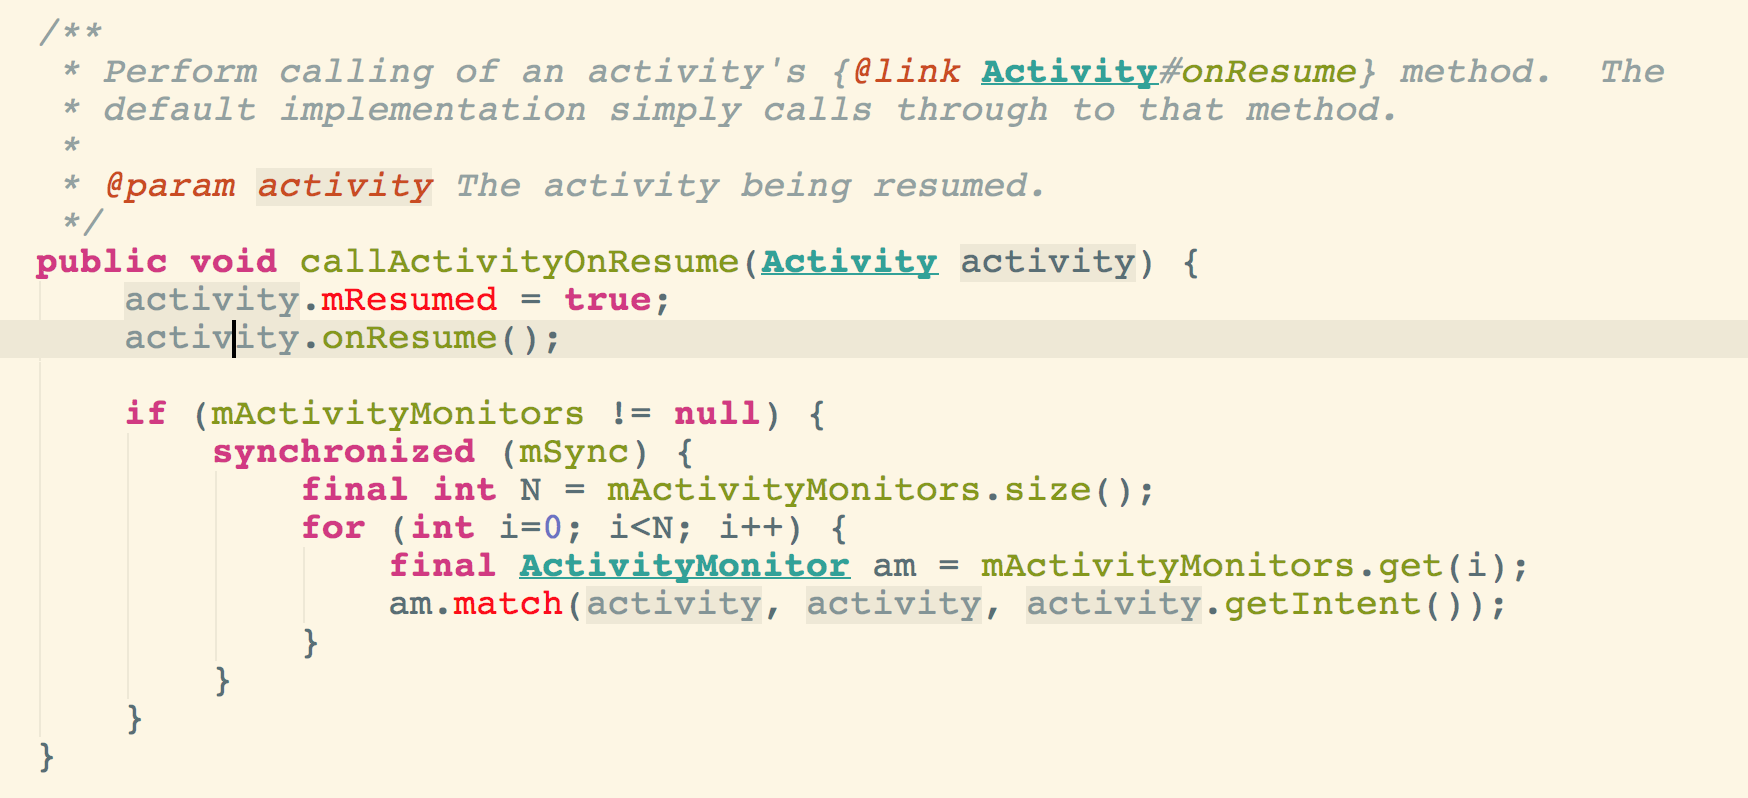 /**
 * Perform calling of an activity's {@link Activity#onResume} method.  The
 * default implementation simply calls through to that method.
 *
 * @param activity The activity being resumed.
 */
public void callActivityOnResume(Activity activity) {
    activity.mResumed = true;
    activity.onResume();

    if (mActivityMonitors != null) {
        synchronized (mSync) {
            final int N = mActivityMonitors.size();
            for (int i=0; i<N; i++) {
                final ActivityMonitor am = mActivityMonitors.get(i);
                am.match(activity, activity, activity.getIntent());
            }
        }
    }
}